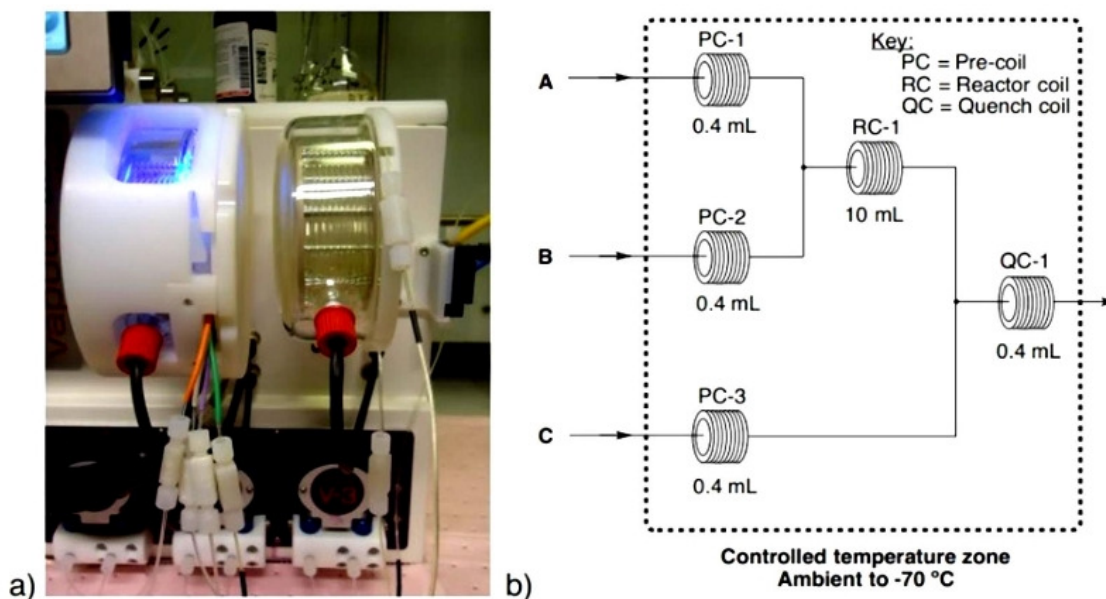 V-3
a)
PC-1
Key:
PC = Pre-coil
RC = Reactor coil
QC = Quench coil
A
0.4 mL
RC-1
10 mL
PC-2
B
0.4 mL
QC-1
0.4 mL
PC-3
C
0.4 mL
b)
Controlled temperature zone
Ambient to -70 °C